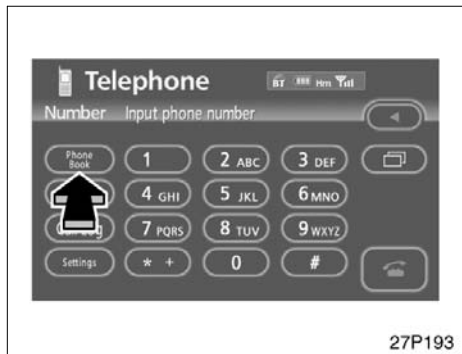 Telephone
BT Hm
Number Input phone number
Phone Book
1
2 ABC
3 DEF
4 GHI
5 JKL
6 MNO
7 PQRS
8 TUV
9 WXYZ
Settings
* +
0
#
27P193